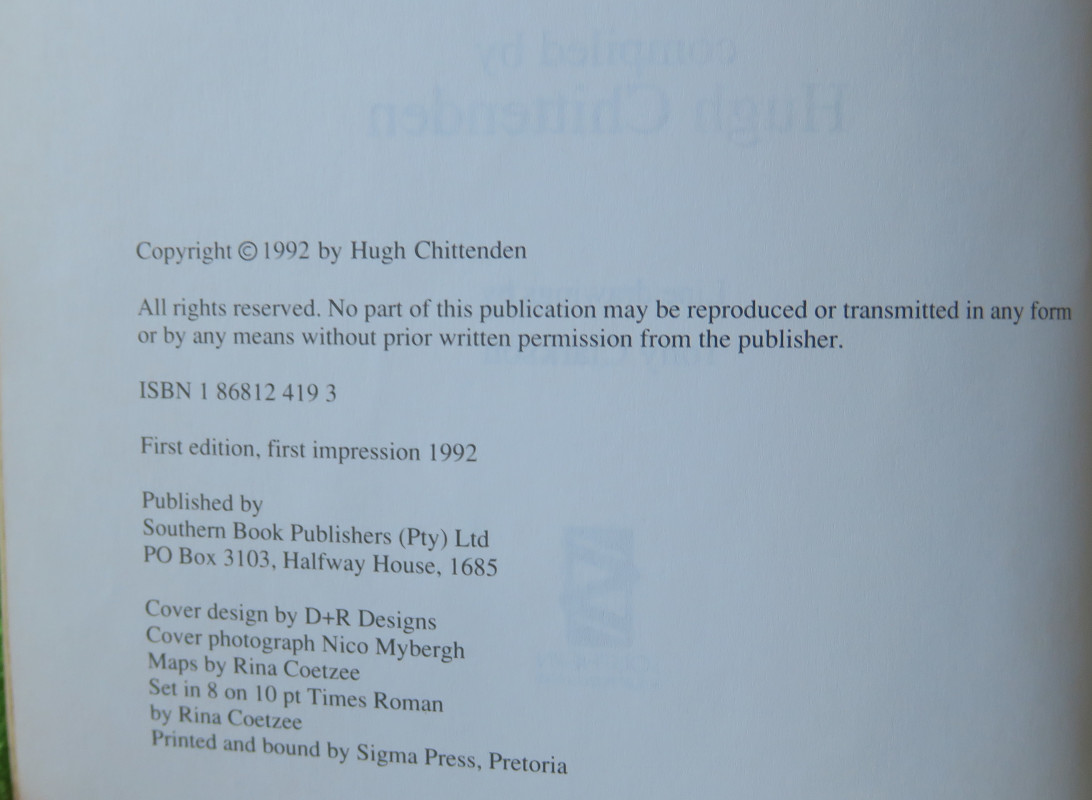 compiled by
Hugh Chittenden
Copyright © 1992 by Hugh Chittenden
All rights reserved. No part of this publication may be reproduced or transmitted in any form
or by any means without prior written permission from the publisher.
ISBN 1 86812 419 3
First edition, first impression 1992
Published by
Southern Book Publishers (Pty) Ltd
PO Box 3103, Halfway House, 1685
Cover design by D+R Designs
Cover photograph Nico Mybergh
Maps by Rina Coetzee
Set in 8 on 10 pt Times Roman
by Rina Coetzee
Printed and bound by Sigma Press, Pretoria